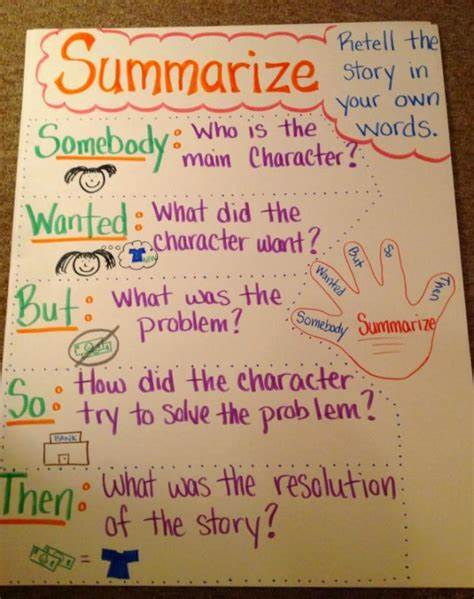 Summarize
Retell the
story in
your own
words.
Somebody: Who is the
main character?
Wanted: What did the
character want?
But: What was the
problem?
So: How did the character
try to solve the problem?
BANK
Then: What was the resolution
of the story?
=
Somebody
Wanted
But
So
Then
Summarize